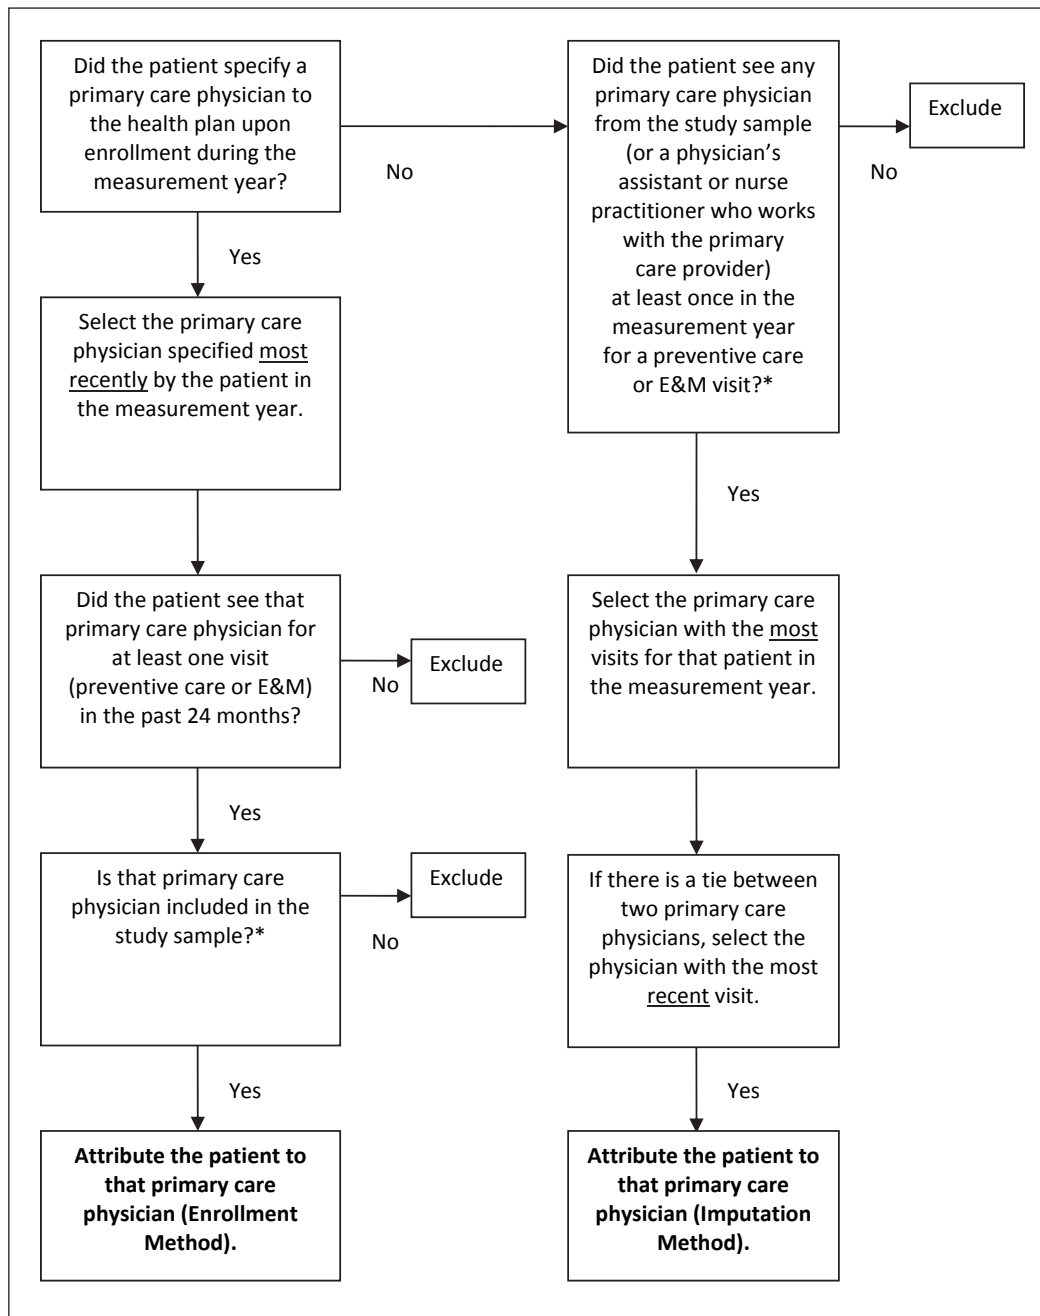 Did the patient specify a
primary care physician to
the health plan upon
enrollment during the
measurement year?
No
Did the patient see any
primary care physician
from the study sample
(or a physician's
assistant or nurse
practitioner who works
with the primary
care provider)
at least once in the
measurement year
for a preventive care
or E&M visit?*
No
Exclude
Yes
Select the primary care
physician specified most
recently by the patient in
the measurement year.
Yes
Did the patient see that
primary care physician for
at least one visit
(preventive care or E&M)
in the past 24 months?
No
Exclude
Select the primary care
physician with the most
visits for that patient in
the measurement year.
Yes
Is that primary care
physician included in the
study sample?*
No
Exclude
If there is a tie between
two primary care
physicians, select the
physician with the most
recent visit.
Yes
Yes
Attribute the patient to
that primary care
physician (Enrollment
Method).
Attribute the patient to
that primary care
physician (Imputation
Method).